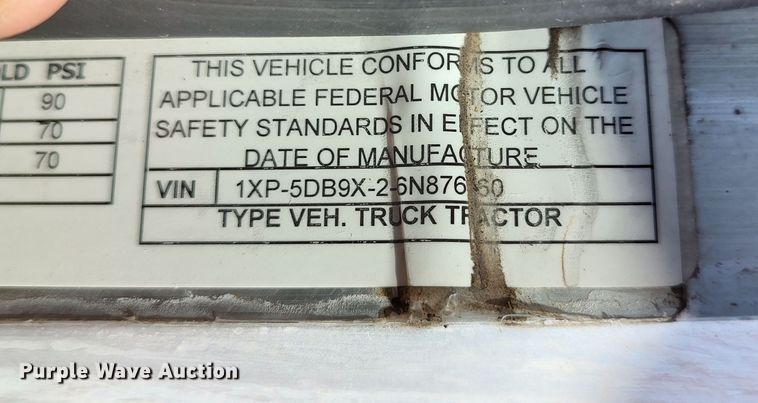 LD PSI
90
70
70
THIS VEHICLE CONFORMS TO ALL
APPLICABLE FEDERAL MOTOR VEHICLE
SAFETY STANDARDS IN EFFECT ON THE
DATE OF MANUFACTURE
VIN
TYPE VEH. TRUCK TRACTOR
Purple Wave Auction